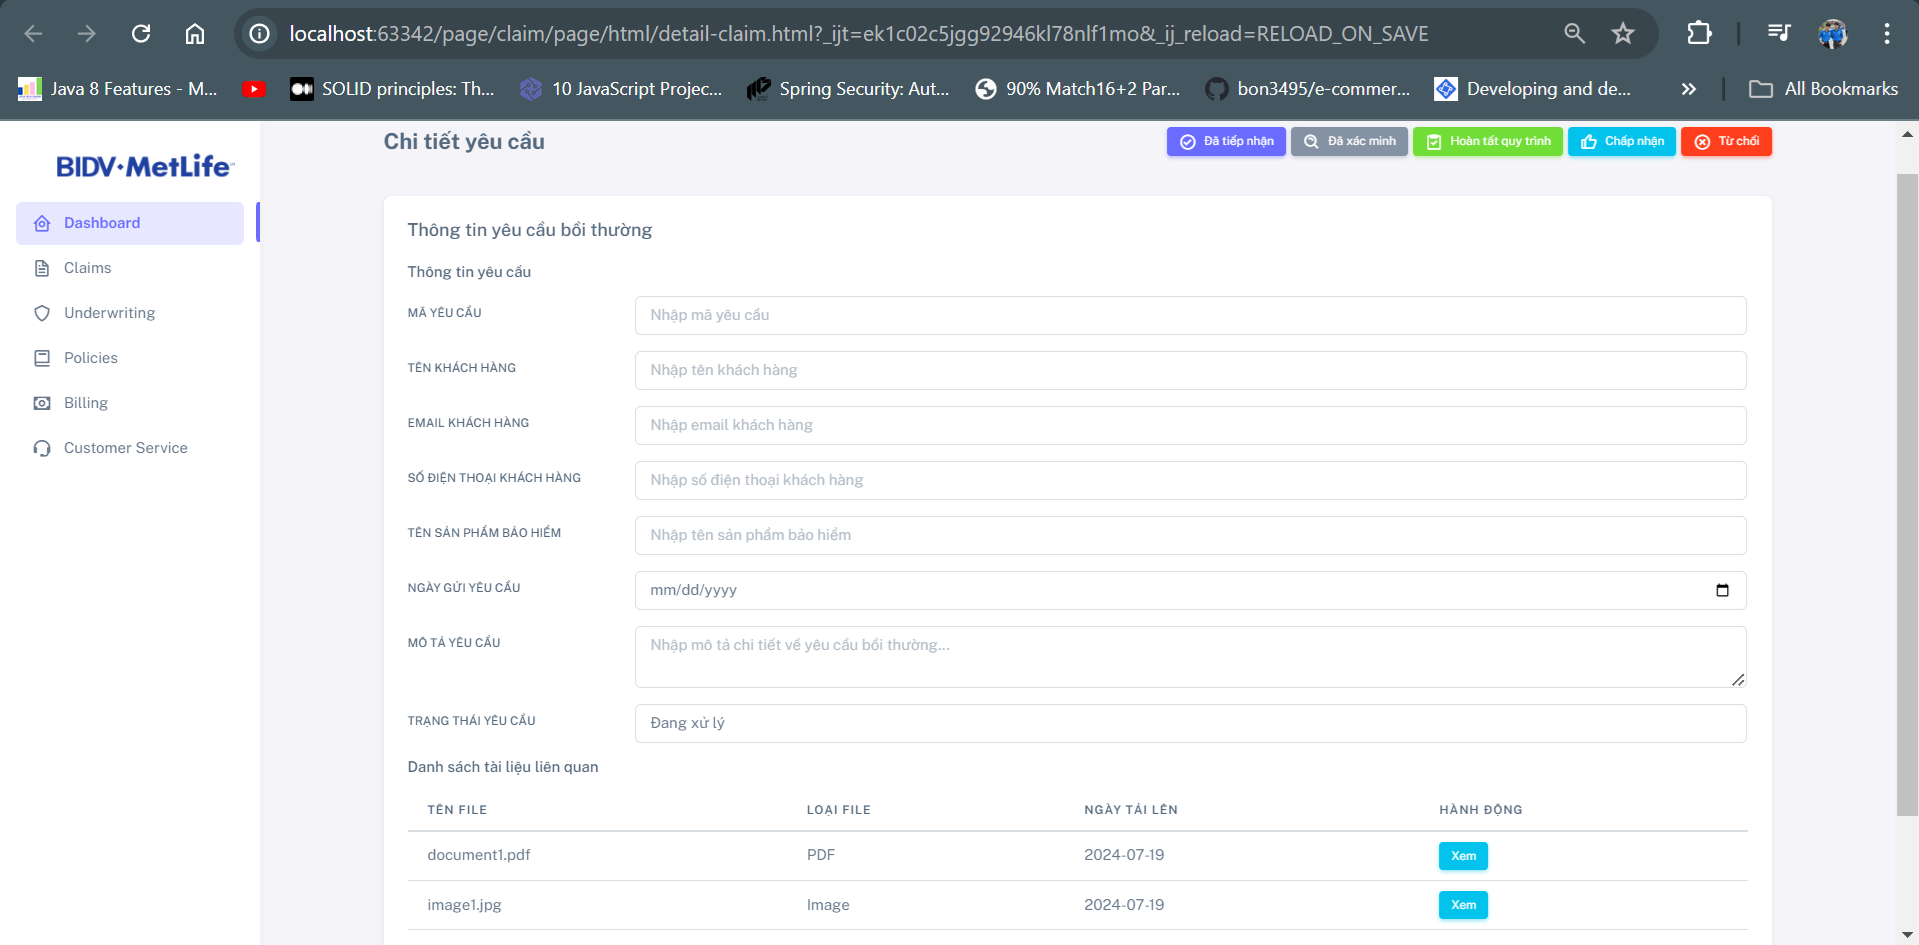 localhost:63342/page/claim/page/html/detail-claim.html?_ijt=ek1c02c5jgg92946kl78nlf1mo&_ij_reload=RELOAD_ON_SAVE
Java 8 Features - M...
SOLID principles: Th...
10 JavaScript Projec...
Spring Security: Aut...
90% Match16+2 Par...
bon3495/e-commer...
Developing and de...
All Bookmarks
BIDV·MetLife
Dashboard
Claims
Underwriting
Policies
Billing
Customer Service
Chi tiết yêu cầu
Đã tiếp nhận
Đã xác minh
Hoàn tất quy trình
Chấp nhận
Từ chối
Thông tin yêu cầu bồi thường
Thông tin yêu cầu
MÃ YÊU CẦU
Nhập mã yêu cầu
TÊN KHÁCH HÀNG
Nhập tên khách hàng
EMAIL KHÁCH HÀNG
Nhập email khách hàng
SỐ ĐIỆN THOẠI KHÁCH HÀNG
Nhập số điện thoại khách hàng
TÊN SẢN PHẨM BẢO HIỂM
Nhập tên sản phẩm bảo hiểm
NGÀY GỬI YÊU CẦU
mm/dd/yyyy
MÔ TẢ YÊU CẦU
Nhập mô tả chi tiết về yêu cầu bồi thường...
TRẠNG THÁI YÊU CẦU
Đang xử lý
Danh sách tài liệu liên quan
TÊN FILE LOẠI FILE NGÀY TẢI LÊN HÀNH ĐỘNG
document1.pdf PDF 2024-07-19 Xem
image1.jpg Image 2024-07-19 Xem